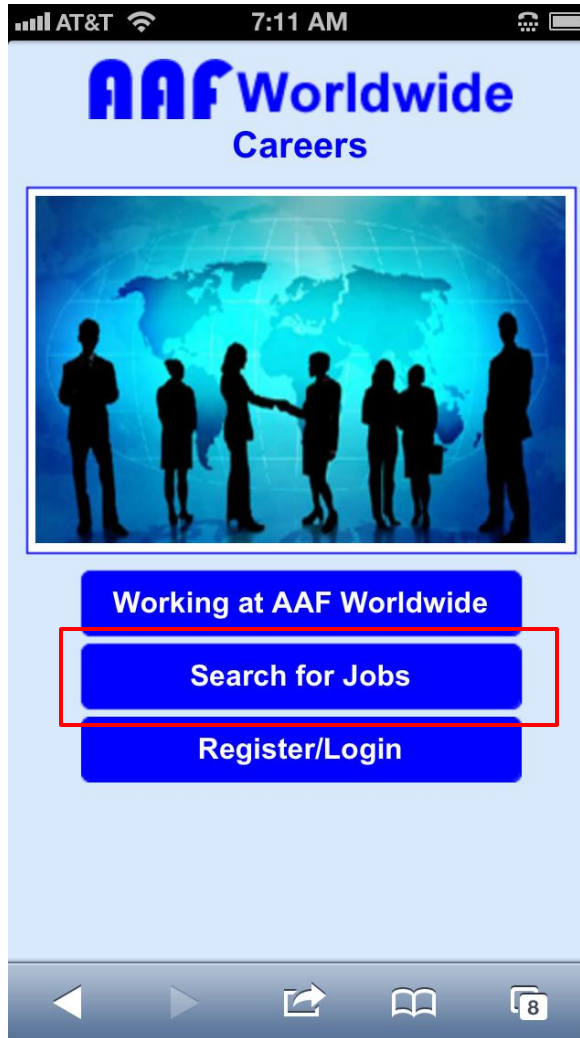 AT&T 7:11 AM
AAF Worldwide
Careers
Working at AAF Worldwide
Search for Jobs
Register/Login
8